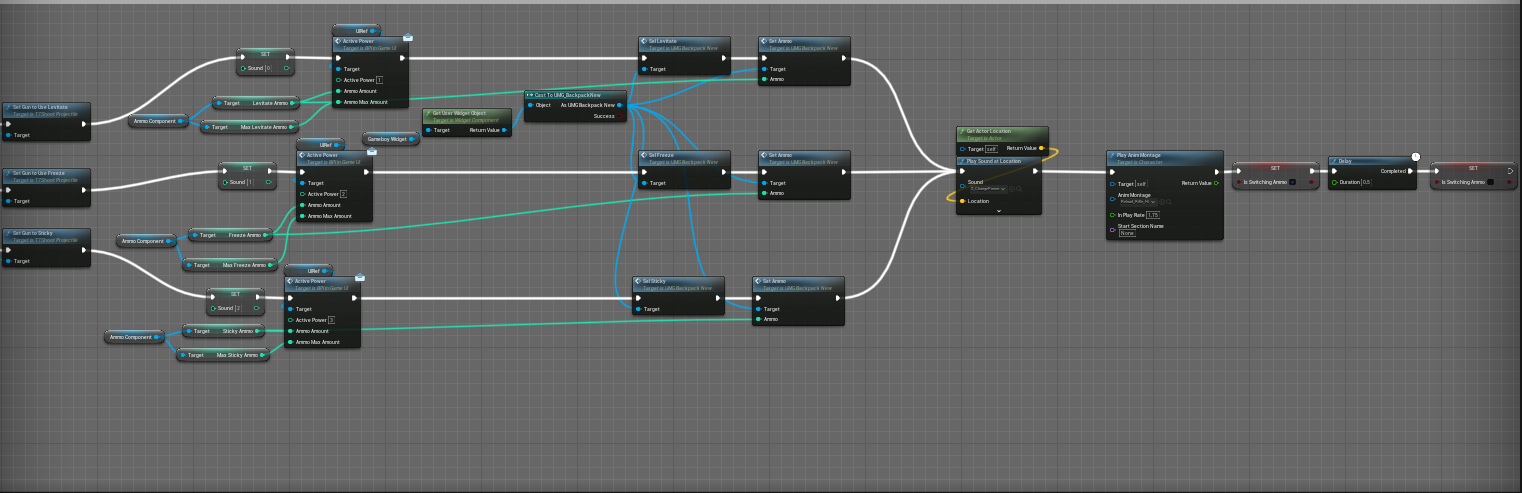 Set Gun to Use Levitate
Target is TCShoot Projectile
Target
SET
Sound 0
Ammo Component
Target Levitate Ammo
Target Max Levitate Ammo
UIRef
Active Power
Target is BPI In Game UI
Target
Active Power 1
Ammo Amount
Ammo Max Amount
Gameboy Widget
Get User Widget Object
Target is Widget Component
Target Return Value
Cast To UMG_BackpackNew
Object As UMG Backpack New
Success
Set Levitate
Target is UMG Backpack New
Target
Set Ammo
Target is UMG Backpack New
Target
Ammo
Set Gun to Use Freeze
Target is TCShoot Projectile
Target
SET
Sound 1
Ammo Component
Target Freeze Ammo
Target Max Freeze Ammo
UIRef
Active Power
Target is BPI In Game UI
Target
Active Power 2
Ammo Amount
Ammo Max Amount
Set Freeze
Target is UMG Backpack New
Target
Set Ammo
Target is UMG Backpack New
Target
Ammo
Set Gun to Sticky
Target is TCShoot Projectile
Target
SET
Sound 2
Ammo Component
Target Sticky Ammo
Target Max Sticky Ammo
UIRef
Active Power
Target is BPI In Game UI
Target
Active Power 3
Ammo Amount
Ammo Max Amount
Set Sticky
Target is UMG Backpack New
Target
Set Ammo
Target is UMG Backpack New
Target
Ammo
Get Actor Location
Target is Actor
Target self Return Value
Play Sound at Location
Sound
Location
Play Anim Montage
Target is Character
Target self Return Value
Anim Montage
In Play Rate 1.75
Start Section Name
None
SET
Is Switching Ammo
Delay
Completed
Duration 0.5
SET
Is Switching Ammo